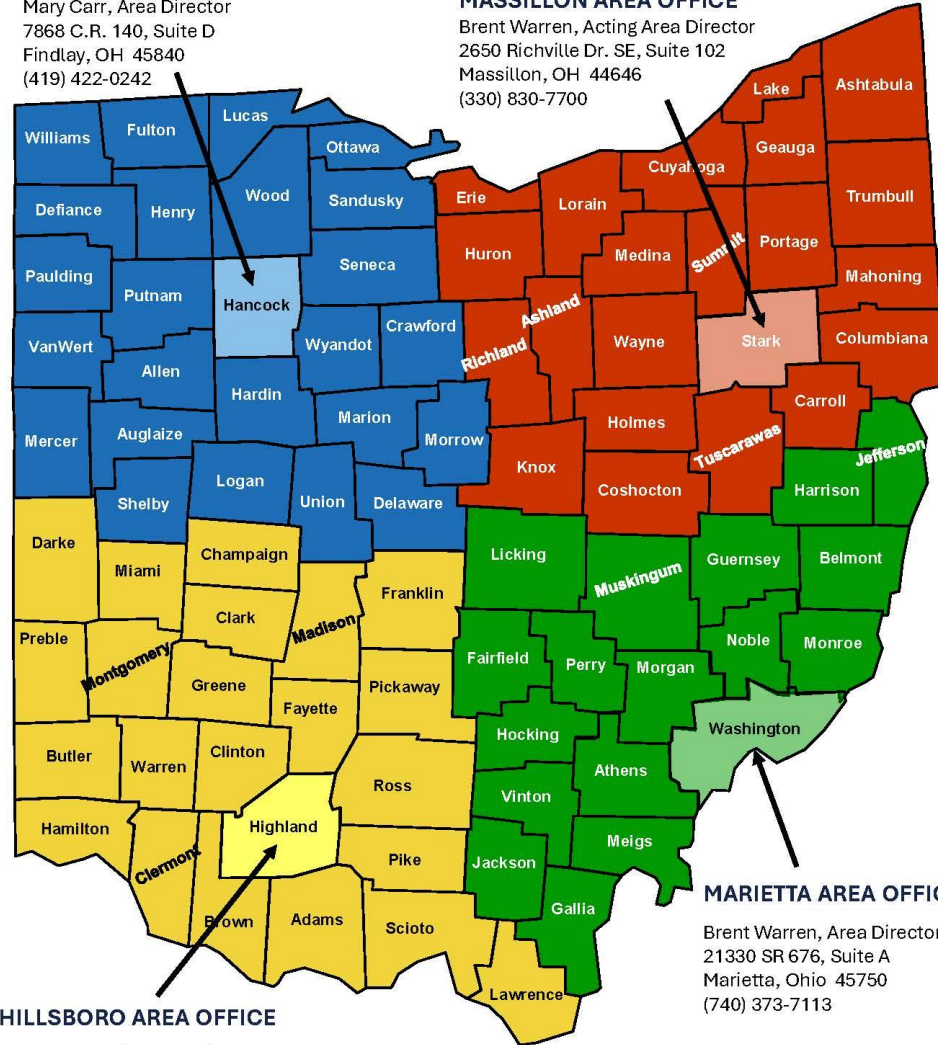 Mary Carr, Area Director
7868 C.R. 140, Suite D
Findlay, OH 45840
(419) 422-0242
MASSILLON AREA OFFICE
Brent Warren, Acting Area Director
2650 Richville Dr. SE, Suite 102
Massillon, OH 44646
(330) 830-7700
Williams
Fulton
Lucas
Ottawa
Defiance
Henry
Wood
Sandusky
Paulding
Putnam
Hancock
Seneca
VanWert
Allen
Wyandot
Crawford
Hardin
Mercer
Auglaize
Marion
Morrow
Shelby
Logan
Union
Delaware
Lake
Ashtabula
Geauga
Cuyahoga
Erie
Lorain
Trumbull
Huron
Medina
Summit
Portage
Mahoning
Ashland
Richland
Wayne
Stark
Columbiana
Holmes
Carroll
Tuscarawas
Knox
Coshocton
Jefferson
Harrison
Licking
Muskingum
Guernsey
Belmont
Fairfield
Perry
Morgan
Noble
Monroe
Hocking
Washington
Athens
Vinton
Meigs
Jackson
Gallia
Darke
Miami
Champaign
Clark
Madison
Franklin
Preble
Montgomery
Greene
Fayette
Pickaway
Butler
Warren
Clinton
Ross
Hamilton
Clermont
Highland
Pike
Brown
Adams
Scioto
Lawrence
MARIETTA AREA OFFIC
Brent Warren, Area Director
21330 SR 676, Suite A
Marietta, Ohio 45750
(740) 373-7113
HILLSBORO AREA OFFICE